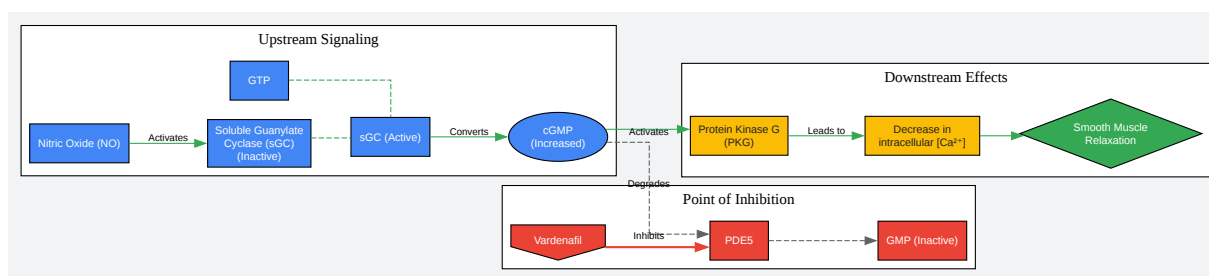 Upstream Signaling
GTP
Nitric Oxide (NO)
Activates
Soluble Guanylate
Cyclase (sGC)
(Inactive)
sGC (Active)
Converts
cGMP
(Increased)
Activates
Degrades
Downstream Effects
Protein Kinase G
(PKG)
Leads to
Decrease in
intracellular [Ca²⁺]
Smooth Muscle
Relaxation
Point of Inhibition
Vardenafil
Inhibits
PDE5
GMP (Inactive)